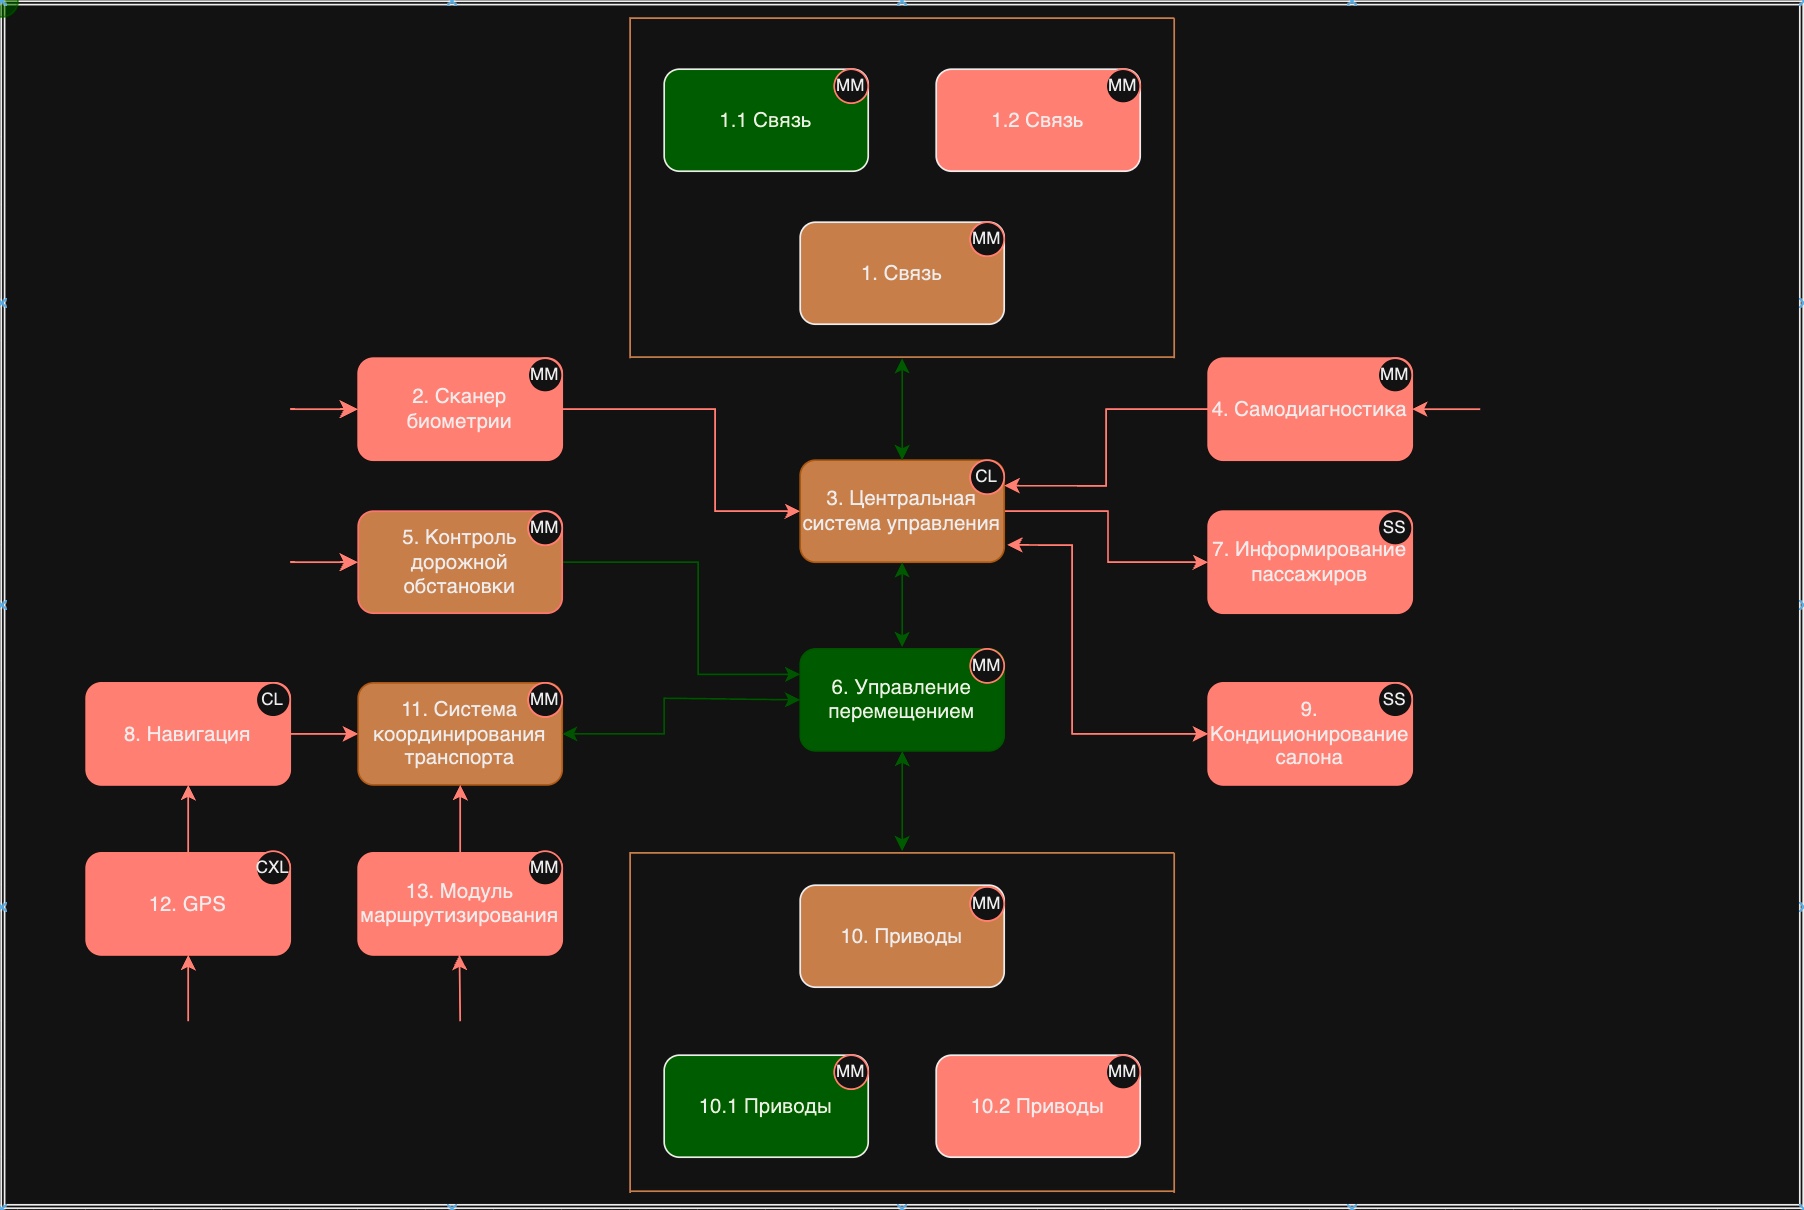 MM
1.1 Связь
MM
1.2 Связь
MM
1. Связь
MM
2. Сканер
биометрии
CL
3. Центральная
система управления
MM
4. Самодиагностика
MM
5. Контроль
дорожной
обстановки
SS
7. Информирование
пассажиров
MM
6. Управление
перемещением
CL
8. Навигация
MM
11. Система
координирования
транспорта
SS
9.
Кондиционирование
салона
CXL
12. GPS
MM
13. Модуль
маршрутизирования
MM
10. Приводы
MM
10.1 Приводы
MM
10.2 Приводы